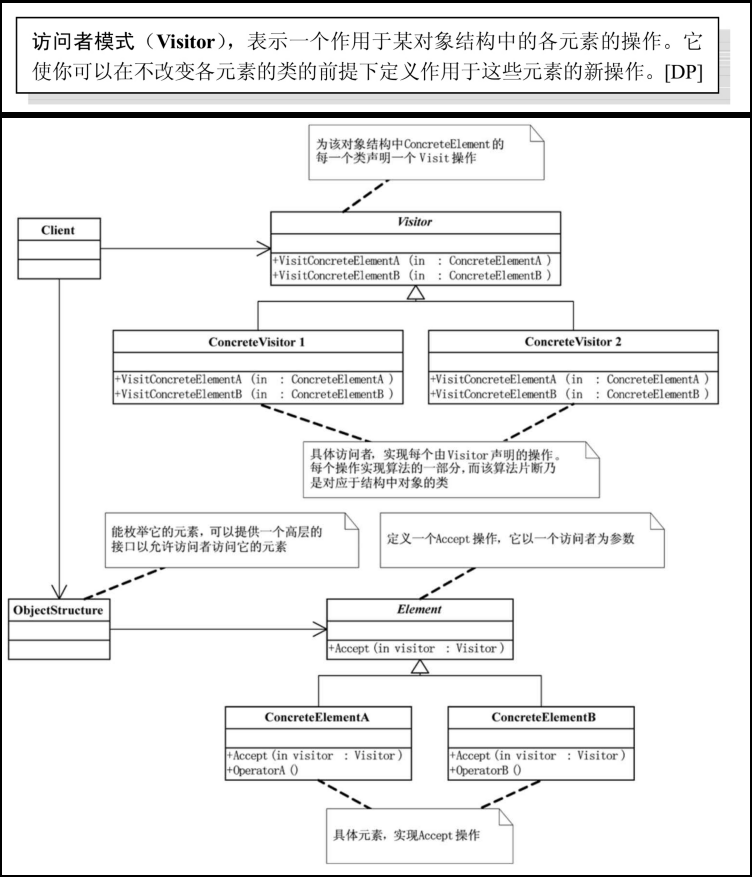 访问者模式（Visitor），表示一个作用于某对象结构中的各元素的操作。它
使你可以在不改变各元素的类的前提下定义作用于这些元素的新操作。[DP]
为该对象结构中ConcreteElement的
每一个类声明一个 Visit 操作
Client
Visitor
+VisitConcreteElementA (in : ConcreteElementA )
+VisitConcreteElementB (in : ConcreteElementB )
ConcreteVisitor 1
+VisitConcreteElementA (in : ConcreteElementA )
+VisitConcreteElementB (in : ConcreteElementB )
ConcreteVisitor 2
+VisitConcreteElementA (in : ConcreteElementA )
+VisitConcreteElementB (in : ConcreteElementB )
具体访问者，实现每个由Visitor 声明的操作。
每个操作实现算法的一部分，而该算法片断乃
是对应于结构中对象的类
能枚举它的元素，可以提供一个高层的
接口以允许访问者访问它的元素
定义一个Accept 操作，它以一个访问者为参数
ObjectStructure
Element
+Accept(in visitor : Visitor)
ConcreteElementA
+Accept(in visitor : Visitor)
+OperatorA()
ConcreteElementB
+Accept(in visitor : Visitor)
+OperatorB()
具体元素，实现Accept 操作